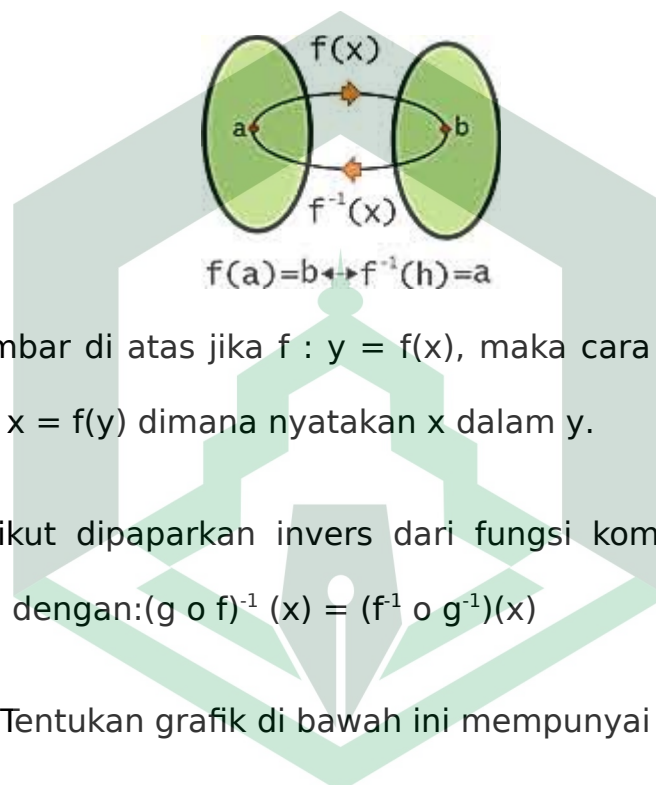 f(x)
a b
f⁻¹(x)
f(a)=b↔f⁻¹(h)=a
mbar di atas jika f : y = f(x), maka cara
x = f(y) dimana nyatakan x dalam y.
ikut dipaparkan invers dari fungsi kom
dengan:(g o f)⁻¹ (x) = (f⁻¹ o g⁻¹)(x)
Tentukan grafik di bawah ini mempunyai